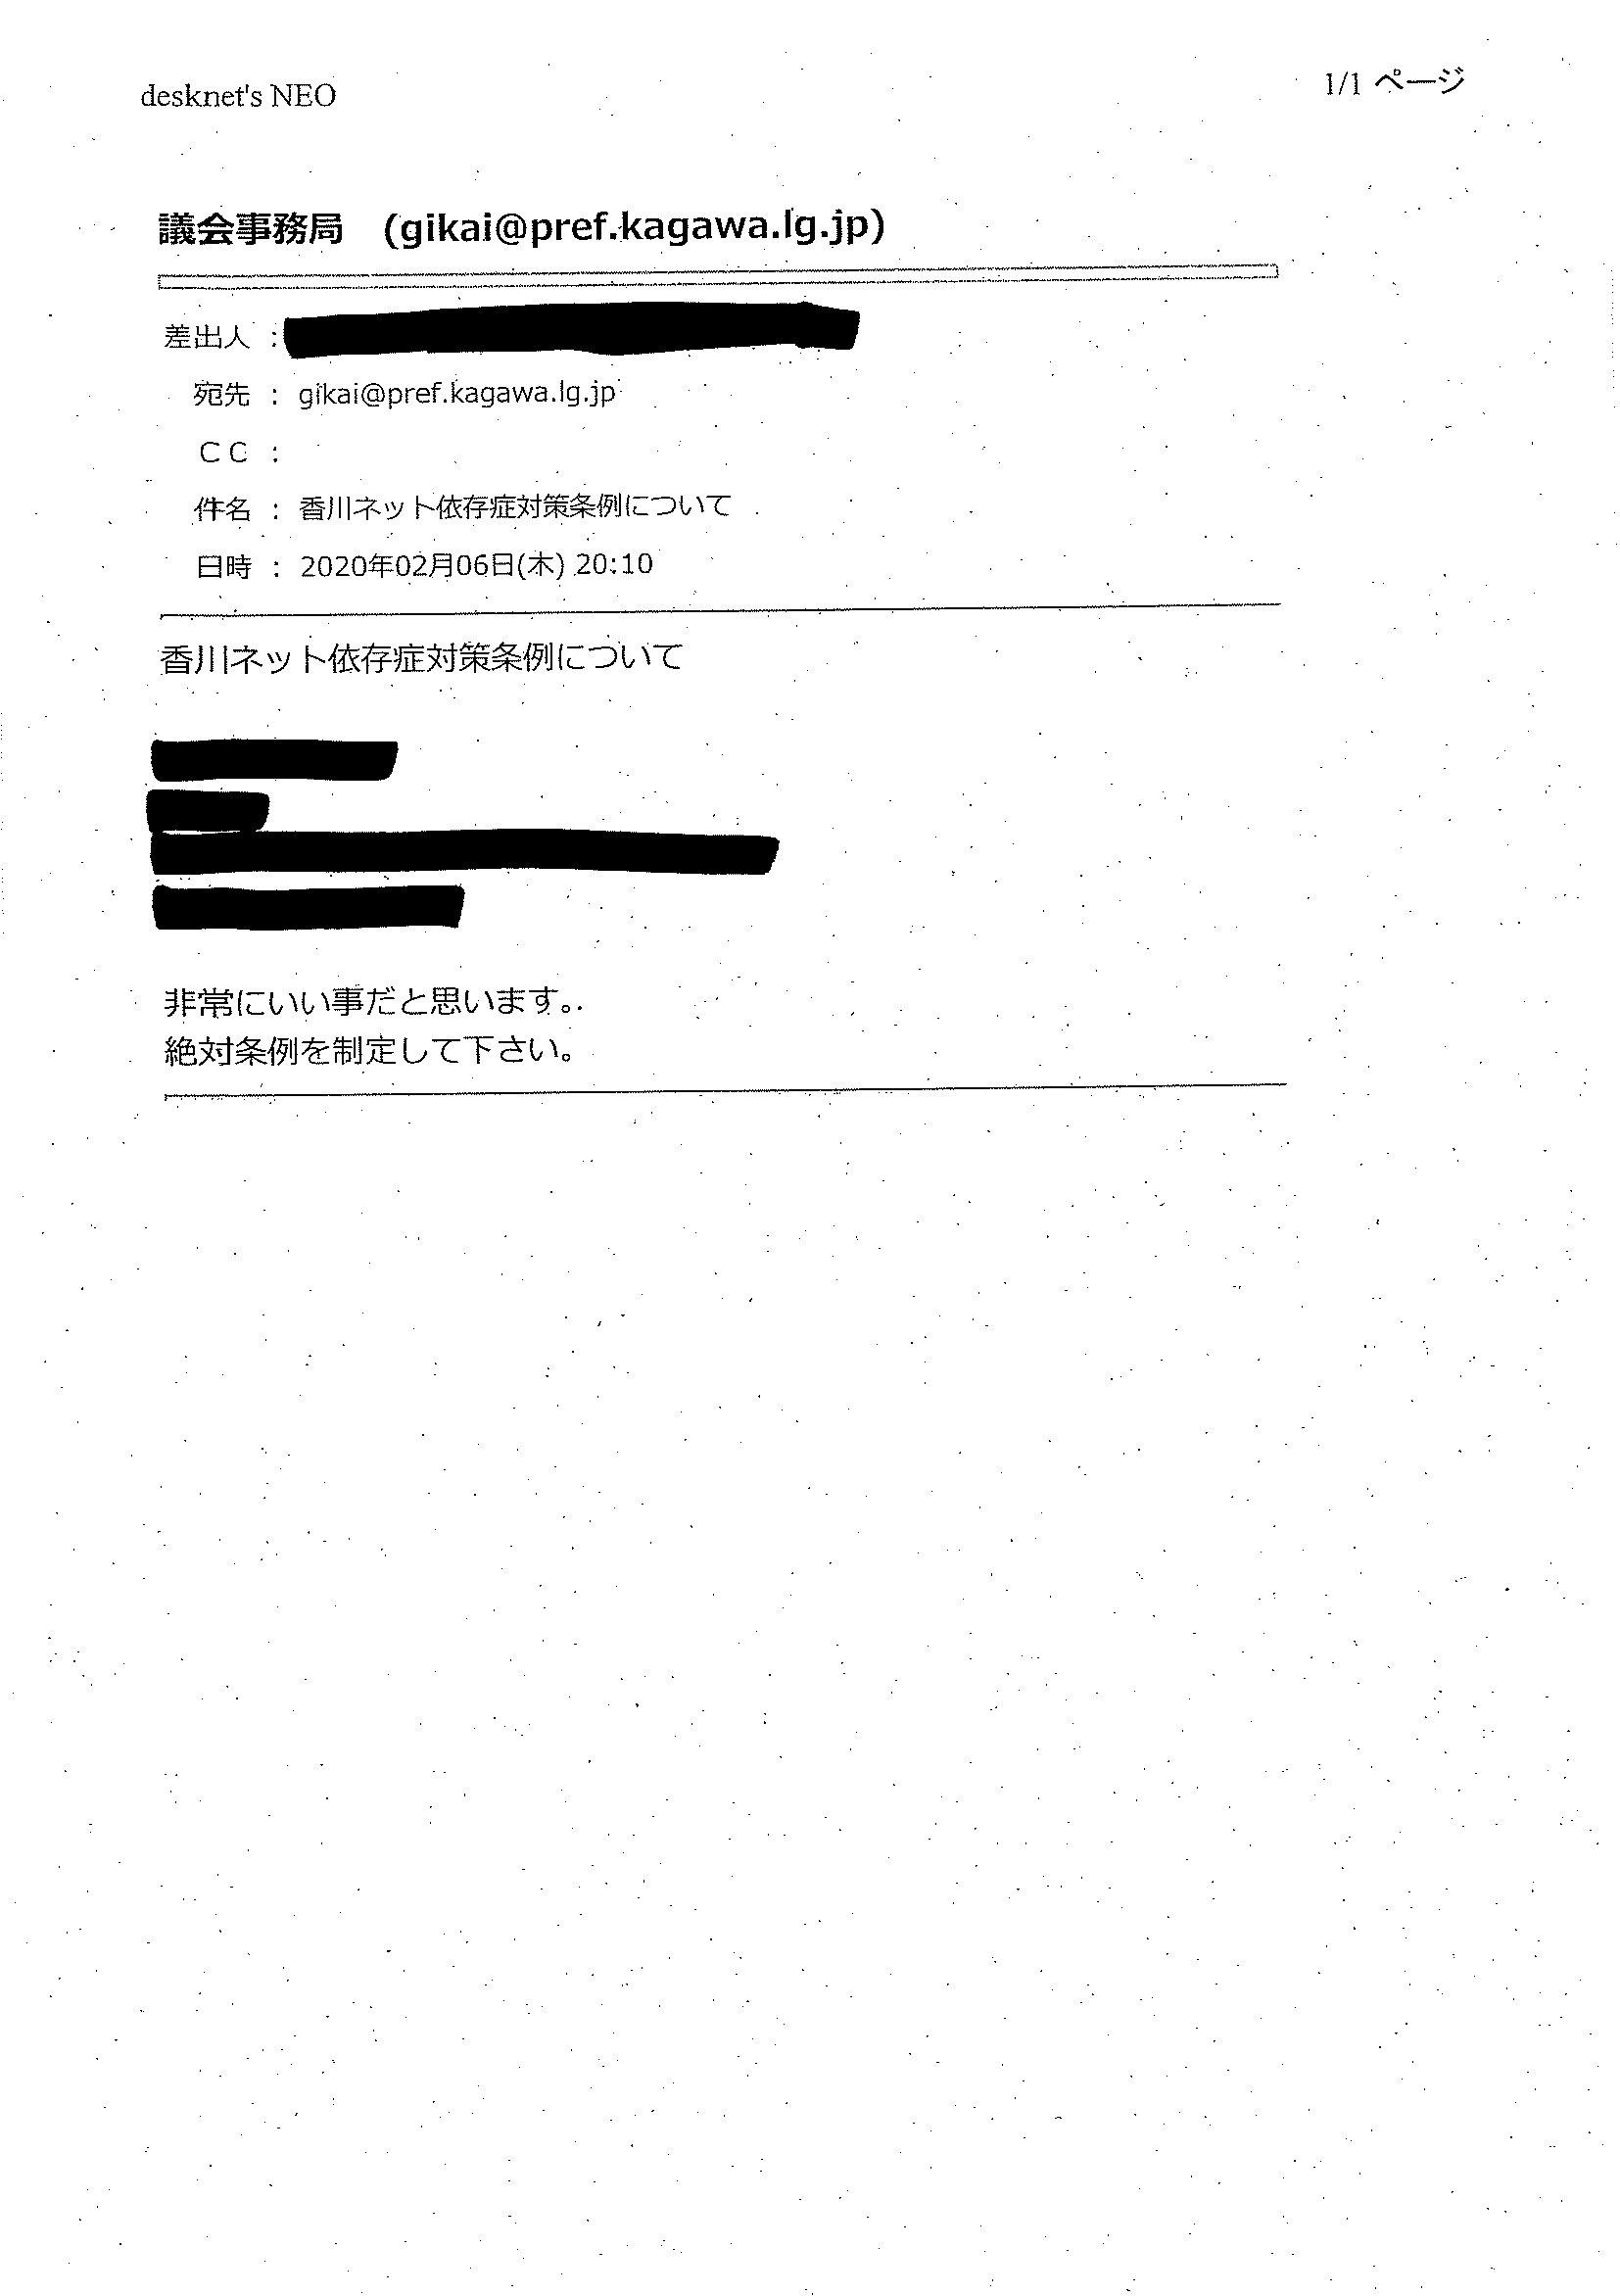 desknet's NEO
1/1 ページ
議会事務局　(gikai@pref.kagawa.lg.jp)
差出人 :
宛先 : gikai@pref.kagawa.lg.jp
ＣＣ :
件名 : 香川ネット依存症対策条例について
日時 : 2020年02月06日(木) 20:10
香川ネット依存症対策条例について
非常にいい事だと思います。
絶対条例を制定して下さい。